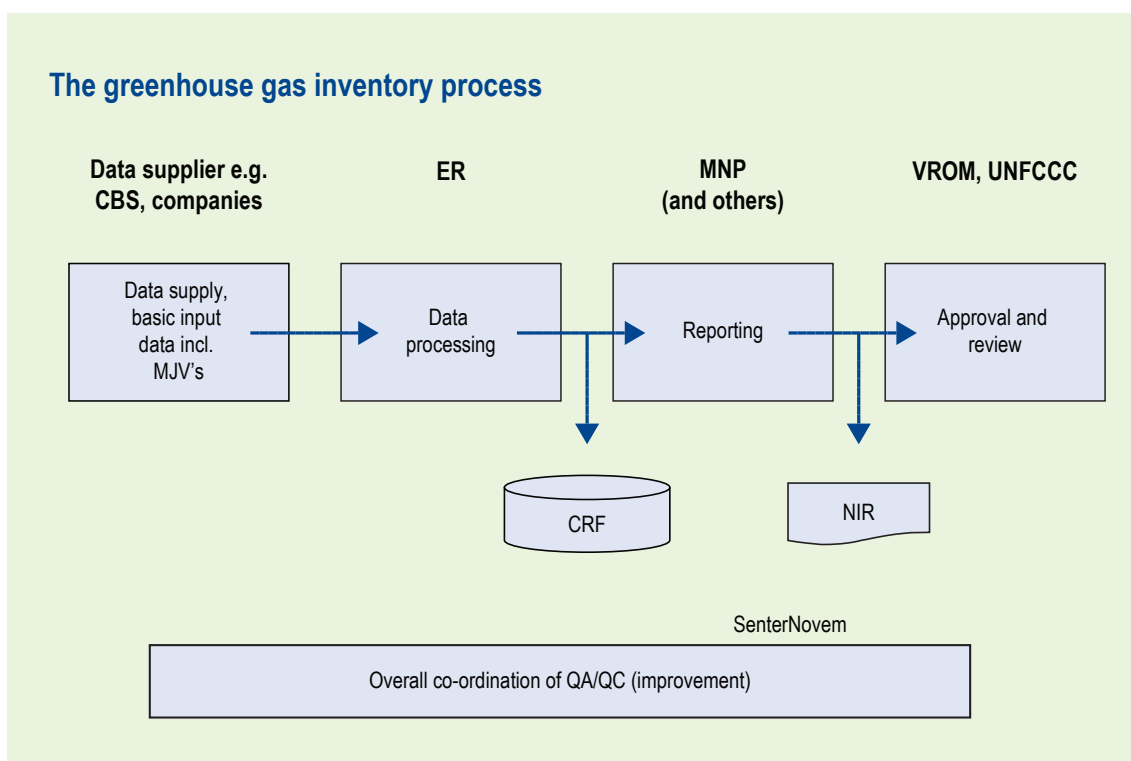 The greenhouse gas inventory process
Data supplier e.g.
CBS, companies
ER
MNP
(and others)
VROM, UNFCCC
Data supply,
basic input
data incl.
MJV's
Data
processing
Reporting
Approval and
review
CRF
NIR
SenterNovem
Overall co-ordination of QA/QC (improvement)